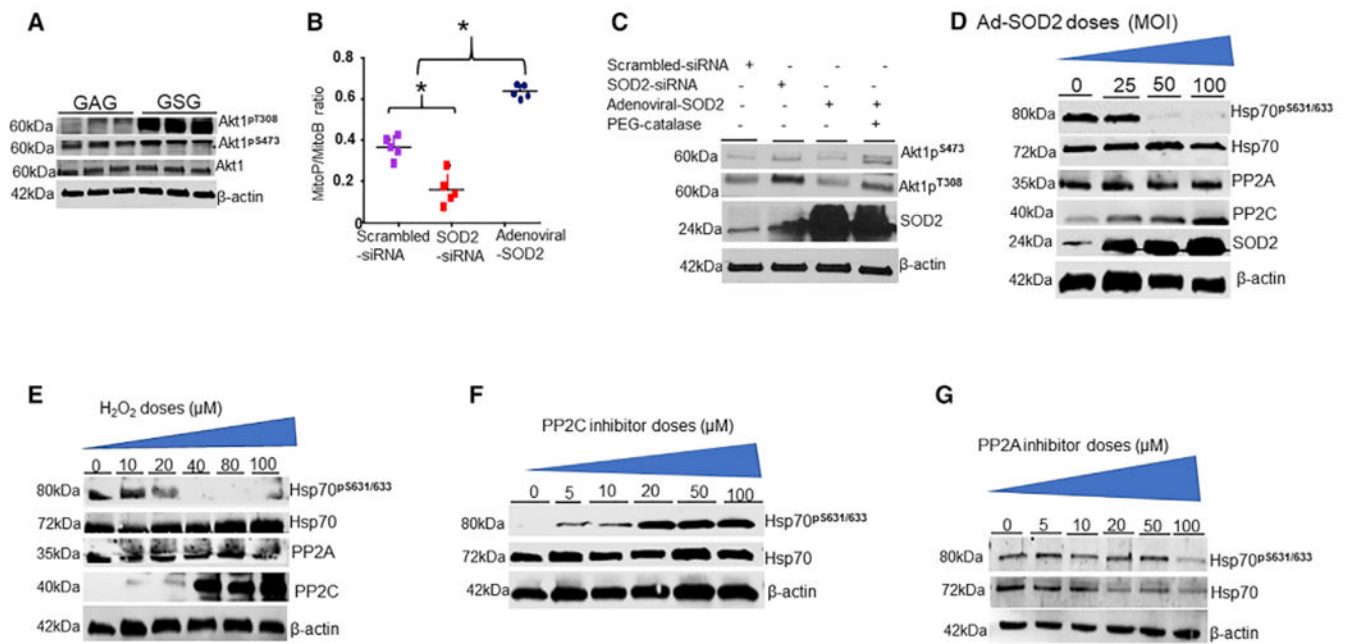 A
GAG GSG
60kDa Akt1pT308
60kDa Akt1pS473
60kDa Akt1
42kDa β-actin
B
* *
MitoP/MitoB ratio
0.8
0.6
0.4
0.2
0
Scrambled -siRNA
SOD2 -siRNA
Adenoviral -SOD2
C
Scrambled-siRNA + - - -
SOD2-siRNA - + - -
Adenoviral-SOD2 - - + +
PEG-catalase - - - +
60kDa Akt1pS473
60kDa Akt1pT308
24kDa SOD2
42kDa β-actin
D
Ad-SOD2 doses (MOI)
0 25 50 100
80kDa Hsp70pS631/633
72kDa Hsp70
35kDa PP2A
40kDa PP2C
24kDa SOD2
42kDa β-actin
E
H2O2 doses (µM)
0 10 20 40 80 100
80kDa Hsp70pS631/633
72kDa Hsp70
35kDa PP2A
40kDa PP2C
42kDa β-actin
F
PP2C inhibitor doses (µM)
0 5 10 20 50 100
80kDa Hsp70pS631/633
72kDa Hsp70
42kDa β-actin
G
PP2A inhibitor doses (µM)
0 5 10 20 50 100
80kDa Hsp70pS631/633
72kDa Hsp70
42kDa β-actin